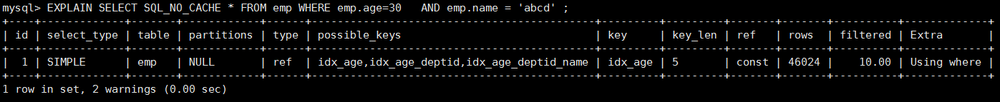 mysql> EXPLAIN SELECT SQL_NO_CACHE * FROM emp WHERE emp.age=30   AND emp.name = 'abcd' ;
+----+-------------+-------+------------+------+----------------------------------------------+---------+---------+-------+-------+----------+-------------+
| id | select_type | table | partitions | type | possible_keys                                | key     | key_len | ref   | rows  | filtered | Extra       |
+----+-------------+-------+------------+------+----------------------------------------------+---------+---------+-------+-------+----------+-------------+
|  1 | SIMPLE      | emp   | NULL       | ref  | idx_age,idx_age_deptid,idx_age_deptid_name | idx_age | 5       | const | 46024 |    10.00 | Using where |
+----+-------------+-------+------------+------+----------------------------------------------+---------+---------+-------+-------+----------+-------------+
1 row in set, 2 warnings (0.00 sec)